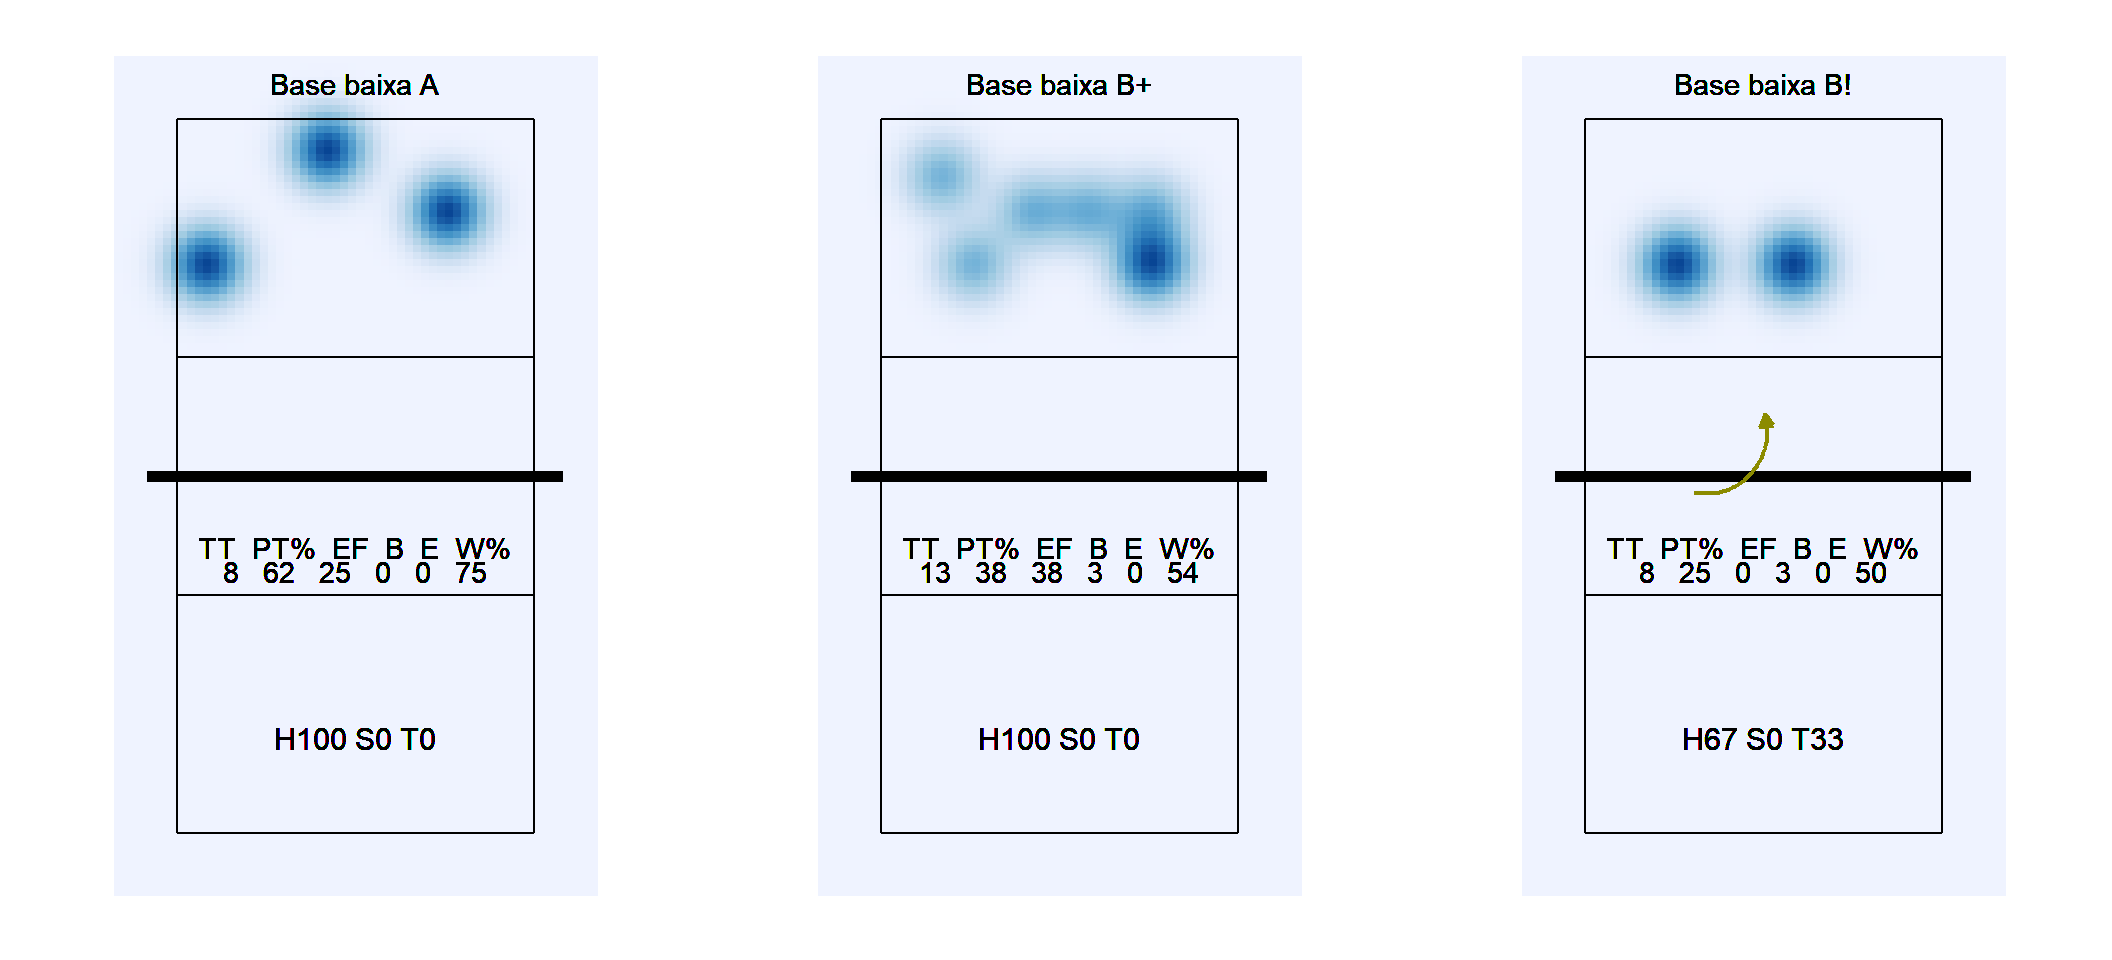 Base baixa A
TT PT% EF B E W%
8 62 25 0 0 75
H100 S0 T0
Base baixa B+
TT PT% EF B E W%
13 38 38 3 0 54
H100 S0 T0
Base baixa B!
TT PT% EF B E W%
8 25 0 3 0 50
H67 S0 T33